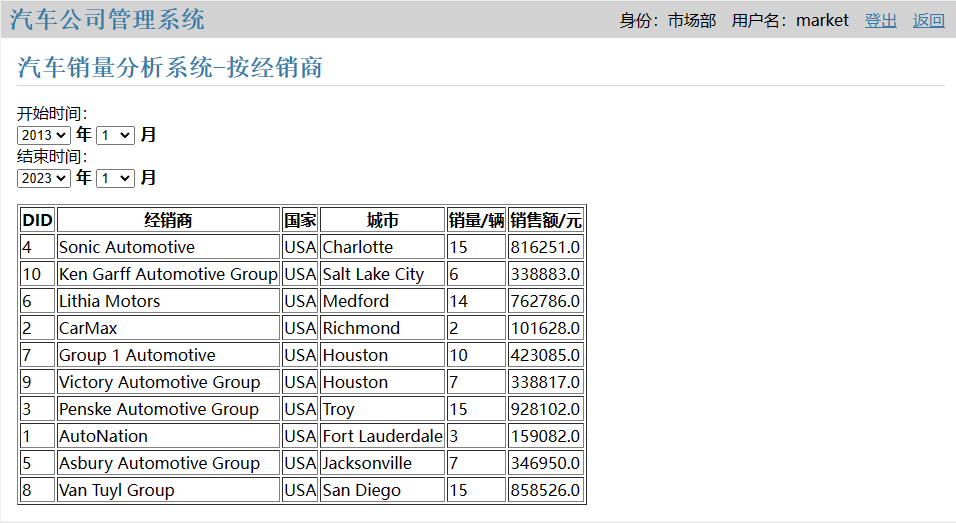 汽车公司管理系统 身份：市场部 用户名：market 登出 返回
汽车销量分析系统-按经销商
开始时间：
2013 年 1 月
结束时间：
2023 年 1 月
DID 经销商 国家 城市 销量/辆 销售额/元
4 Sonic Automotive USA Charlotte 15 816251.0
10 Ken Garff Automotive Group USA Salt Lake City 6 338883.0
6 Lithia Motors USA Medford 14 762786.0
2 CarMax USA Richmond 2 101628.0
7 Group 1 Automotive USA Houston 10 423085.0
9 Victory Automotive Group USA Houston 7 338817.0
3 Penske Automotive Group USA Troy 15 928102.0
1 AutoNation USA Fort Lauderdale 3 159082.0
5 Asbury Automotive Group USA Jacksonville 7 346950.0
8 Van Tuyl Group USA San Diego 15 858526.0